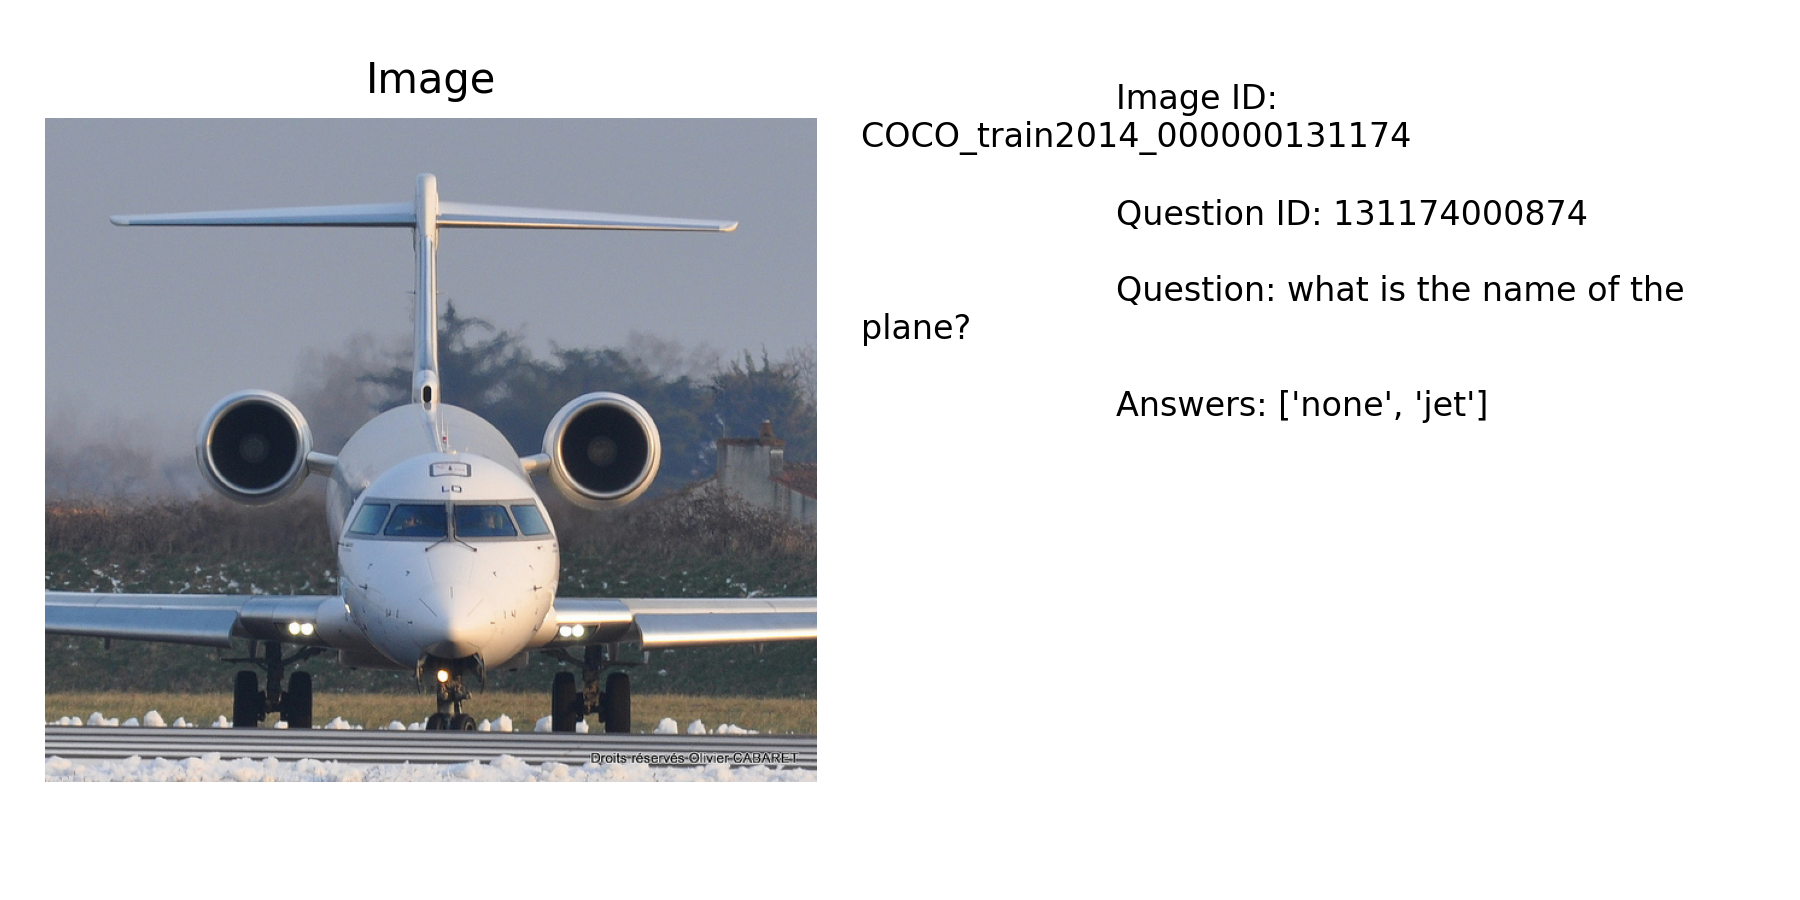 Image
Image ID:
COCO_train2014_000000131174
Question ID: 131174000874
Question: what is the name of the
plane?
Answers: ['none', 'jet']
LD
Droits réservés Olivier CABARET